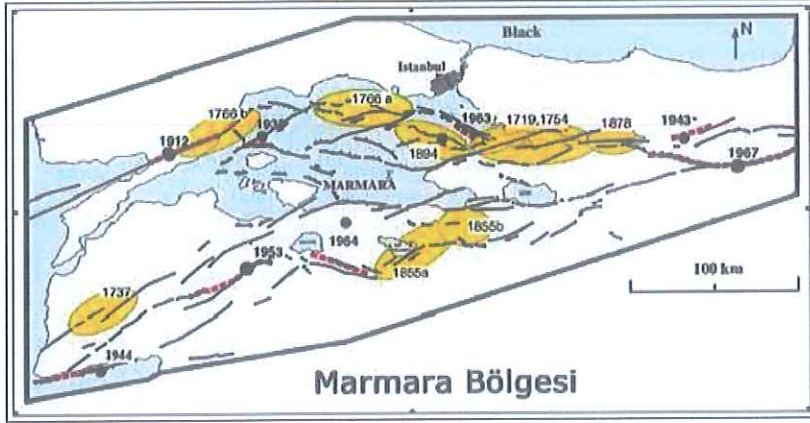 Black
N
Istanbul
1766 b
1766 a
1963
1719,1754
1878
1943
1912
1894
1967
MARMARA
1964
1855b
1953
1855a
1737
1944
100 km
Marmara Bölgesi